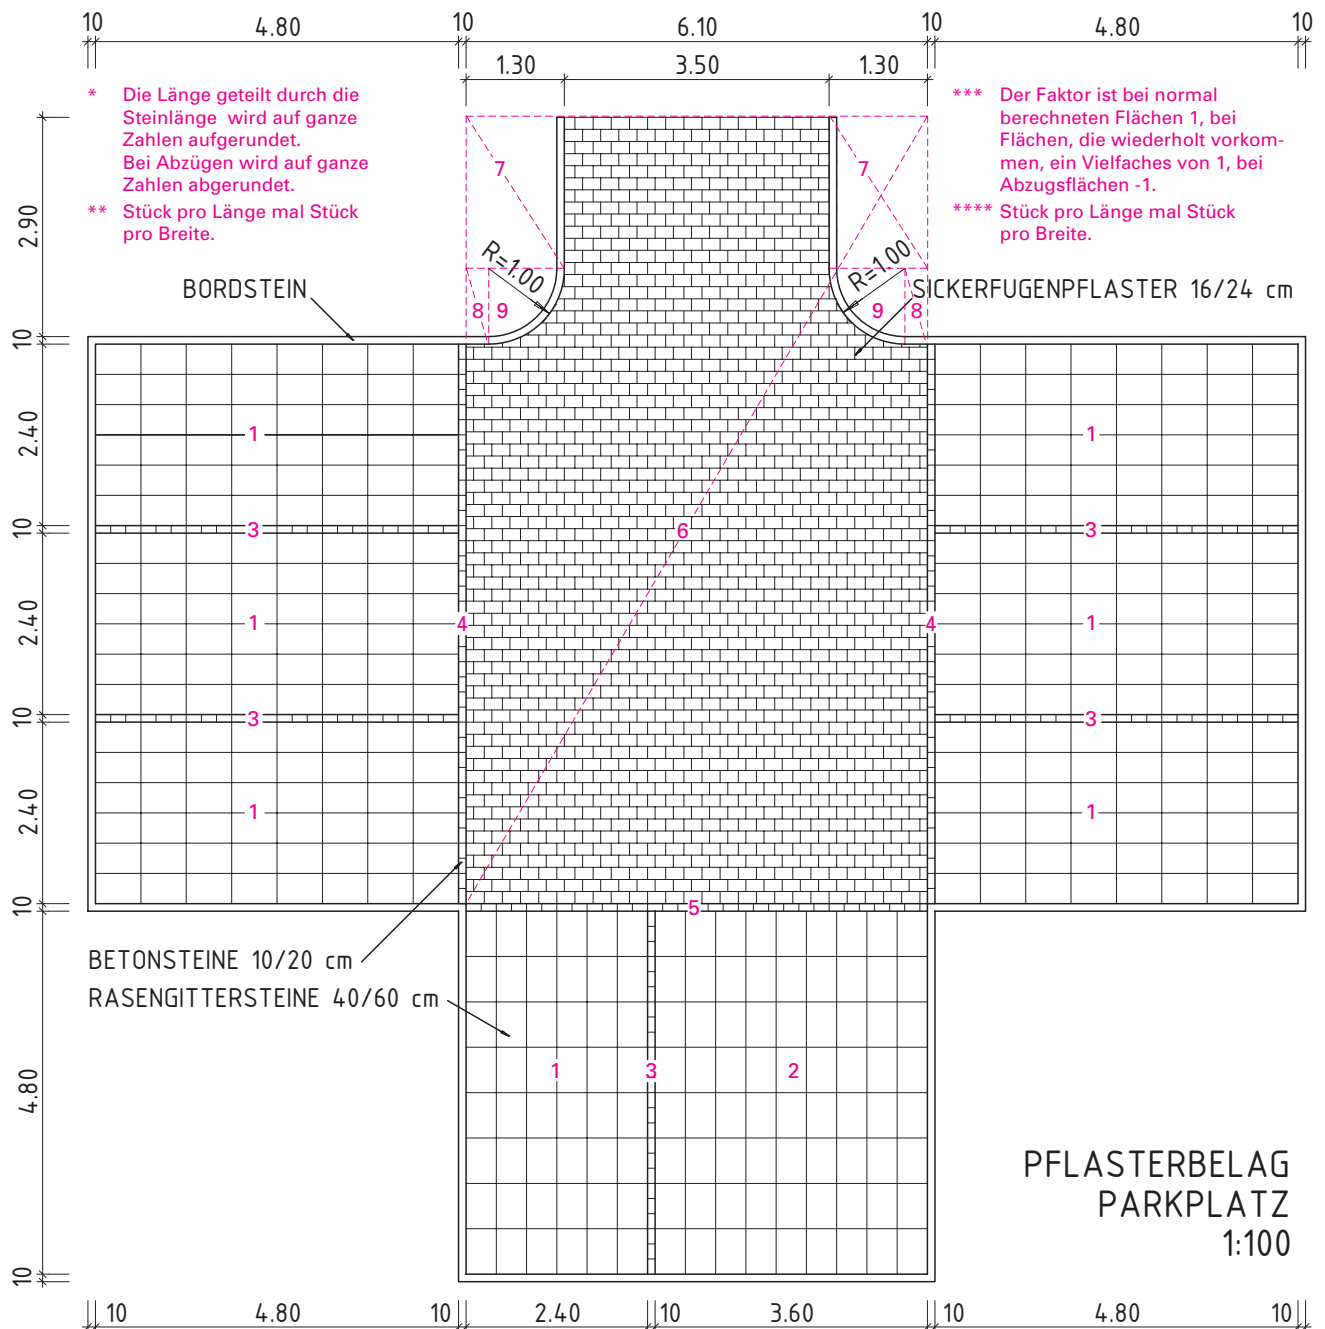 10 4.80 10 6.10 10 4.80 10
1.30 3.50 1.30
* Die Länge geteilt durch die
Steinlänge wird auf ganze
Zahlen aufgerundet.
Bei Abzügen wird auf ganze
Zahlen abgerundet.
** Stück pro Länge mal Stück
pro Breite.
*** Der Faktor ist bei normal
berechneten Flächen 1, bei
Flächen, die wiederholt vorkom-
men, ein Vielfaches von 1, bei
Abzugsflächen -1.
**** Stück pro Länge mal Stück
pro Breite.
7 7
2.90
R=1.00 R=1.00
BORDSTEIN
SICKERFUGENPFLASTER 16/24 cm
8 9 9 8
10
2.40 1 1
10 3 6 3
2.40 1 4 4 1
10 3 3
2.40 1 1
10 5
BETONSTEINE 10/20 cm
RASENGITTERSTEINE 40/60 cm
4.80 1 3 2
PFLASTERBELAG
PARKPLATZ
1:100
10
10 4.80 10 2.40 10 3.60 10 4.80 10